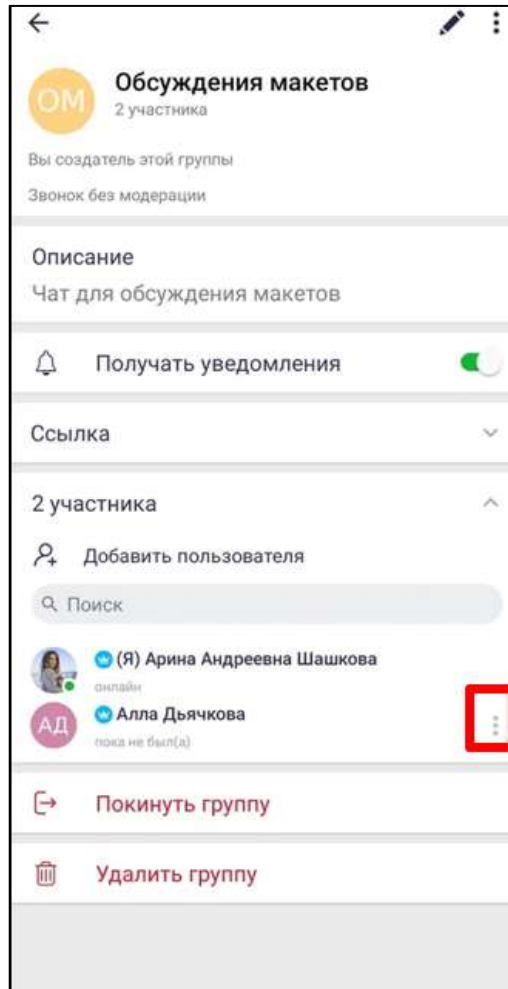 Обсуждения макетов
ОМ
2 участника
Вы создатель этой группы
Звонок без модерации
Описание
Чат для обсуждения макетов
Получать уведомления
Ссылка
2 участника
Добавить пользователя
Поиск
(Я) Арина Андреевна Шашкова
онлайн
АД
Алла Дьячкова
пока не был(а)
Покинуть группу
Удалить группу